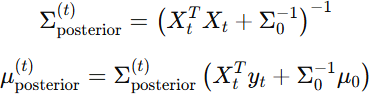 Σ_posterior^(t) = (X_t^T X_t + Σ_0^{-1})^{-1}
μ_posterior^(t) = Σ_posterior^(t) (X_t^T y_t + Σ_0^{-1} μ_0)